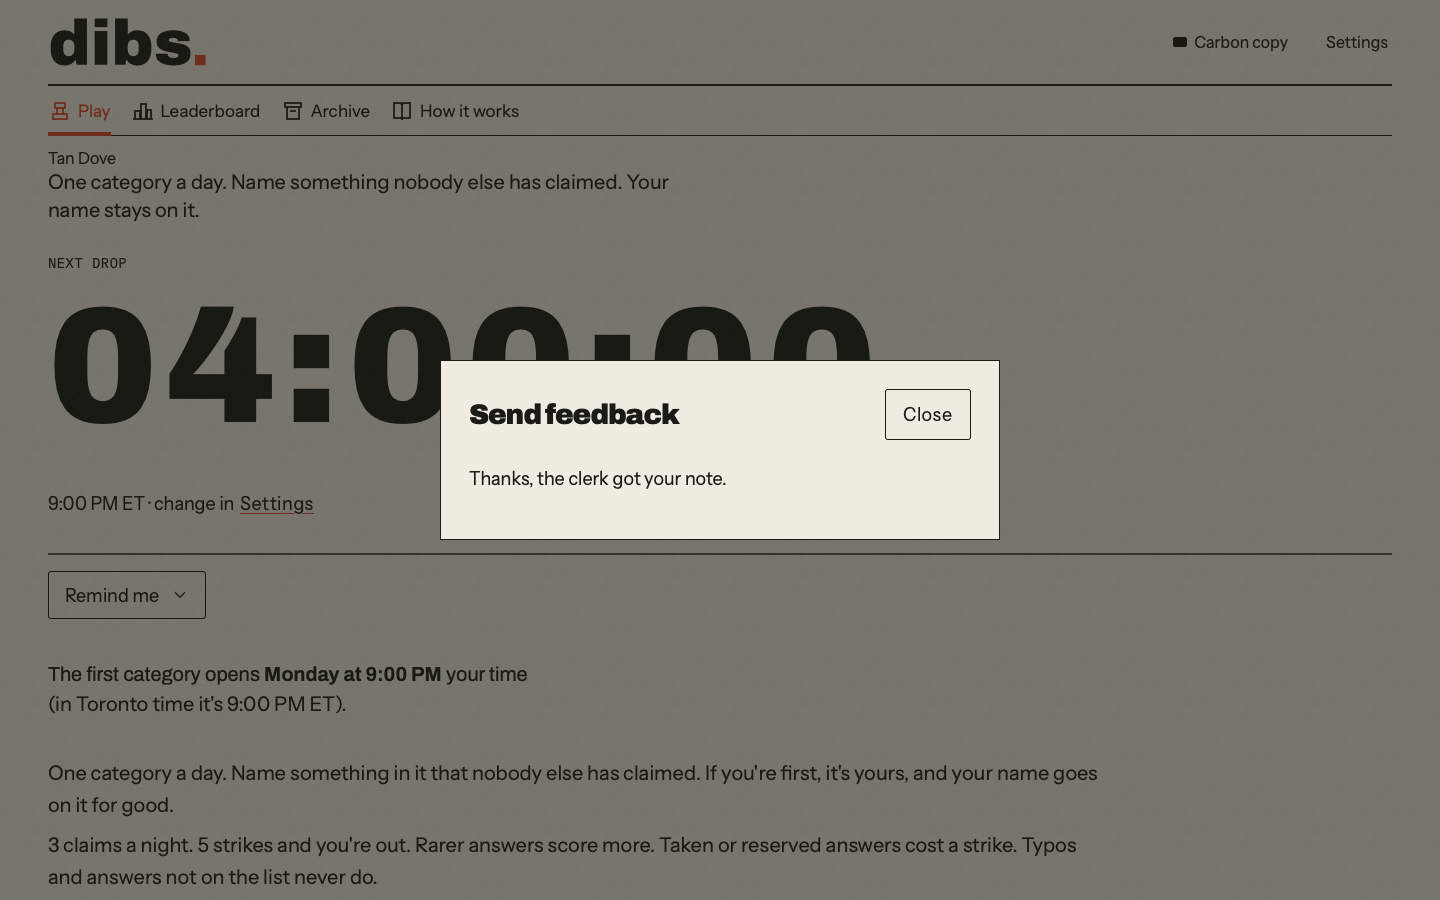 dibs.
Carbon copy
Settings
Play
Leaderboard
Archive
How it works
Tan Dove
One category a day. Name something nobody else has claimed. Your
name stays on it.
NEXT DROP
04:00:00
Send feedback
Close
Thanks, the clerk got your note.
9:00 PM ET · change in Settings
Remind me
The first category opens Monday at 9:00 PM your time
(in Toronto time it's 9:00 PM ET).
One category a day. Name something in it that nobody else has claimed. If you're first, it's yours, and your name goes
on it for good.
3 claims a night. 5 strikes and you're out. Rarer answers score more. Taken or reserved answers cost a strike. Typos
and answers not on the list never do.